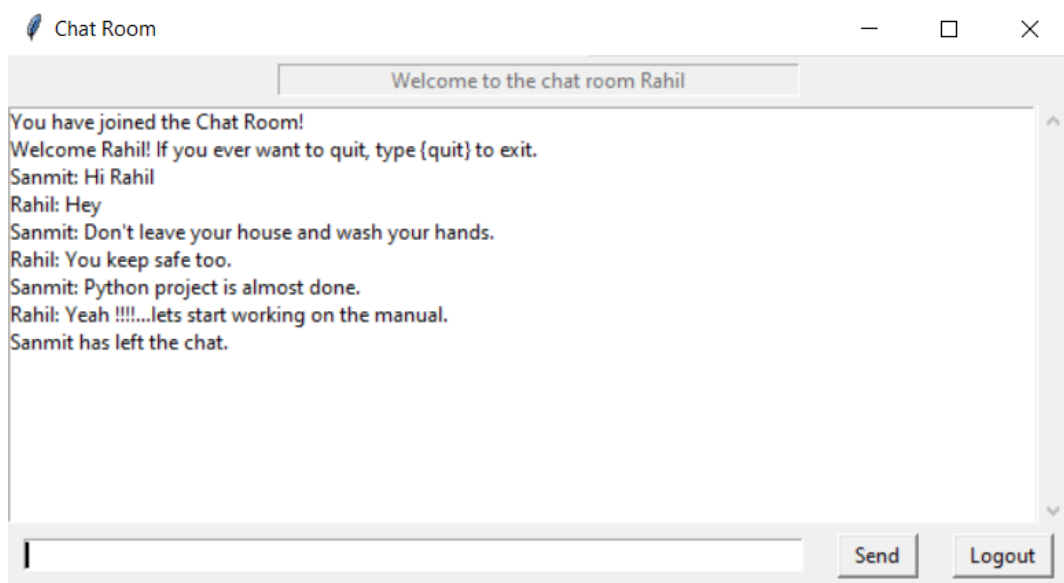 Chat Room
Welcome to the chat room Rahil
You have joined the Chat Room!
Welcome Rahil! If you ever want to quit, type {quit} to exit.
Sanmit: Hi Rahil
Rahil: Hey
Sanmit: Don't leave your house and wash your hands.
Rahil: You keep safe too.
Sanmit: Python project is almost done.
Rahil: Yeah !!!!...lets start working on the manual.
Sanmit has left the chat.
Send Logout